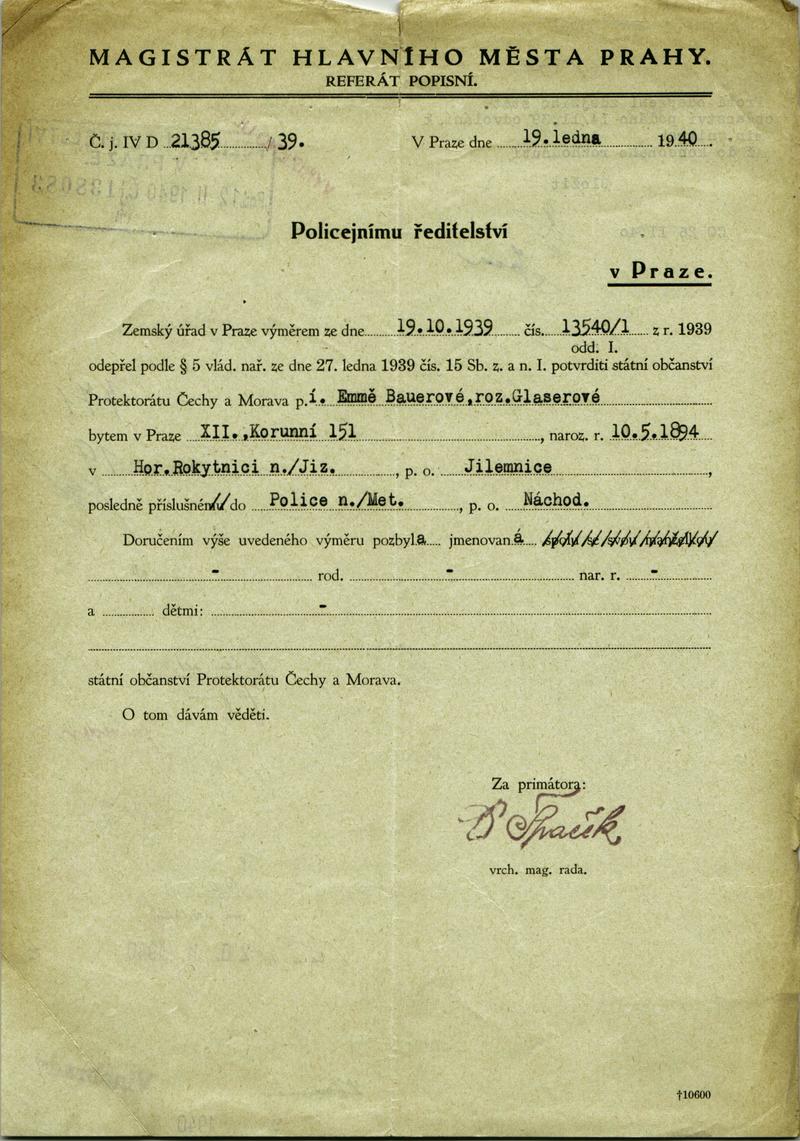 MAGISTRÁT HLAVNÍHO MĚSTA PRAHY.
REFERÁT POPISNÍ.
Č. j. IV D 21385 / 39.
V Praze dne 19. ledna 1940.
Policejnímu ředitelství
v Praze.
Zemský úřad v Praze výměrem ze dne 19.10.1939 čís. 13540/1 z r. 1939
odd. I.
odepřel podle § 5 vlád. nař. ze dne 27. ledna 1939 čís. 15 Sb. z. a n. I. potvrditi státní občanství
Protektorátu Čechy a Morava p.í. Emmě Bauerové,roz.Glaserové
bytem v Praze XII.,Korunní 151, naroz. r. 10.5.1894
v Hor.Rokytnici n./Jiz., p. o. Jilemnice,
posledně příslušné do Police n./Met., p. o. Náchod.
Doručením výše uvedeného výměru pozbyla jmenovaná
- rod. - nar. r. -
a dětmi: -
státní občanství Protektorátu Čechy a Morava.
O tom dávám věděti.
Za primátora:
vrch. mag. rada.
†10600